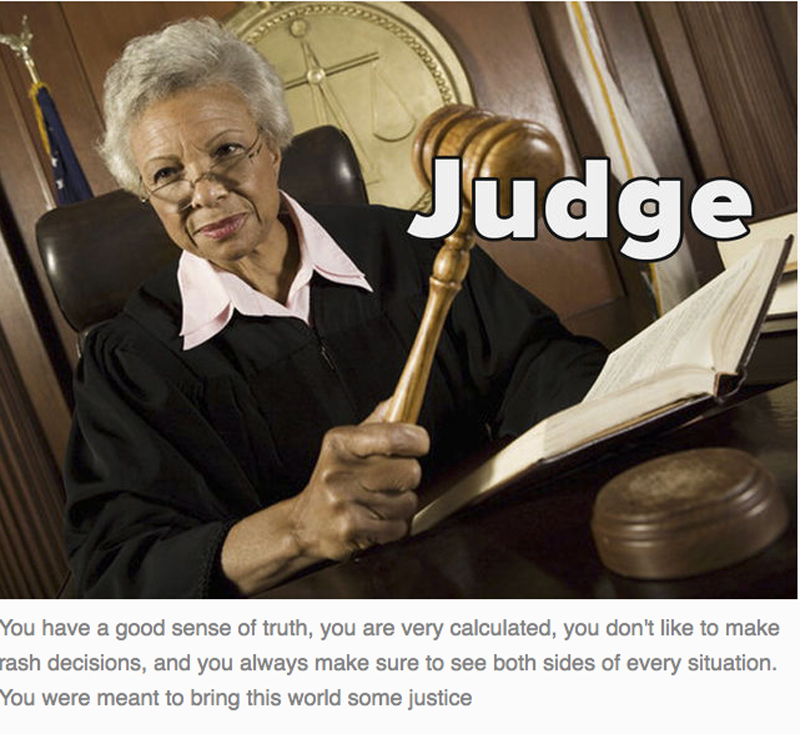 Judge
You have a good sense of truth, you are very calculated, you don't like to make
rash decisions, and you always make sure to see both sides of every situation.
You were meant to bring this world some justice